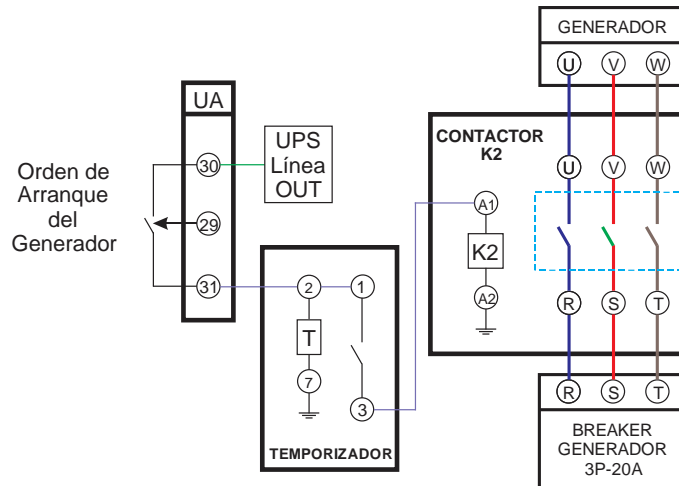 GENERADOR
U V W
UA
30
UPS
Línea
OUT
Orden de
Arranque
del
Generador
29
31
CONTACTOR
K2
U V W
A1
K2
A2
R S T
2 1
T
7
3
TEMPORIZADOR
R S T
BREAKER
GENERADOR
3P-20A